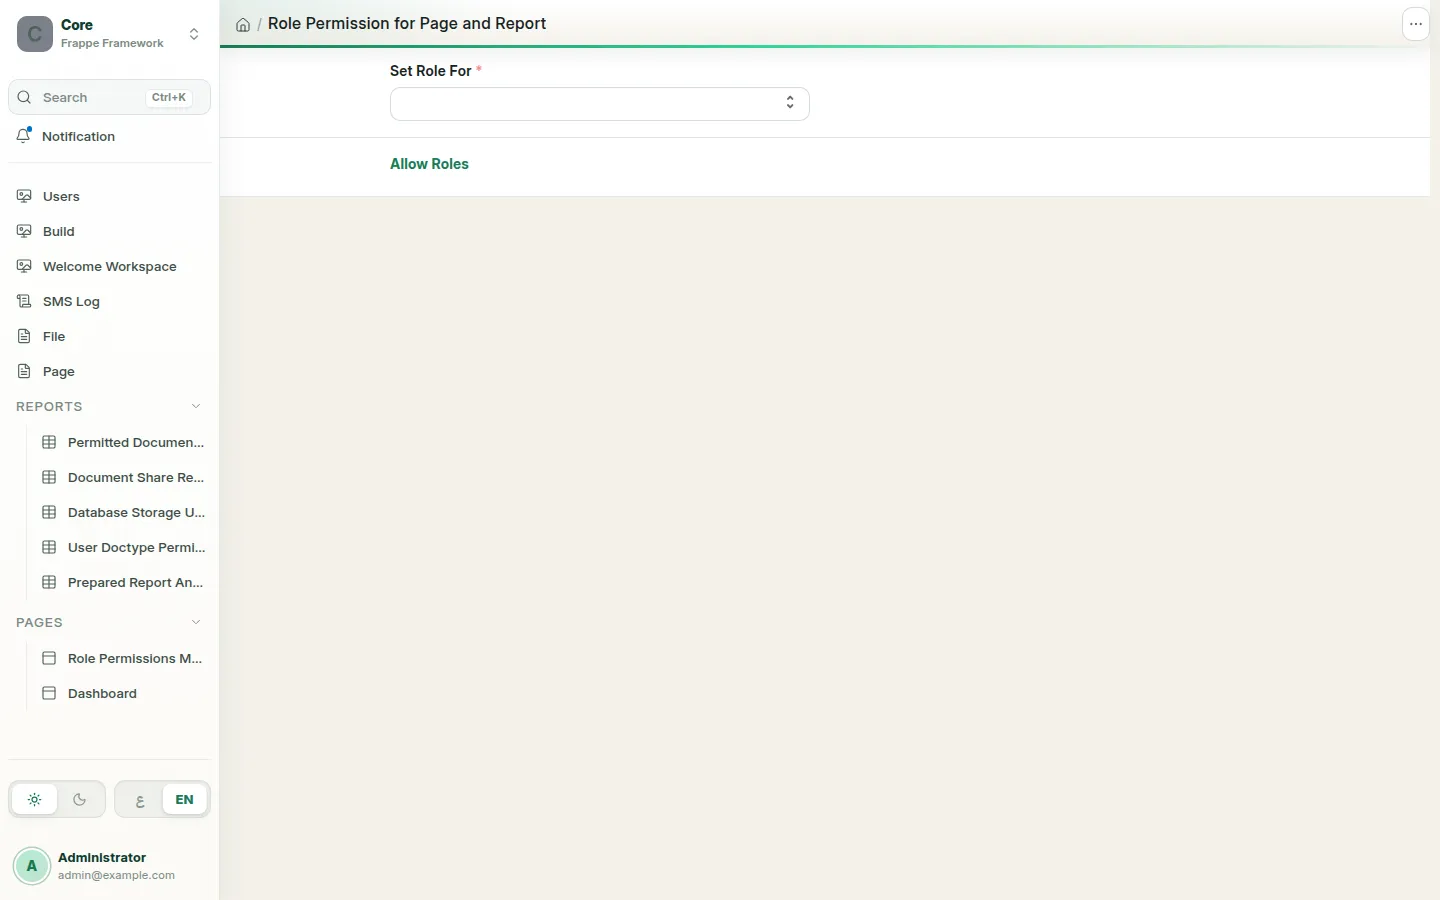 C
Core
Frappe Framework
Search
Ctrl+K
Notification
Users
Build
Welcome Workspace
SMS Log
File
Page
REPORTS
Permitted Documen...
Document Share Re...
Database Storage U...
User Doctype Permi...
Prepared Report An...
PAGES
Role Permissions M...
Dashboard
ع
EN
A
Administrator
admin@example.com
/ Role Permission for Page and Report
Set Role For *
Allow Roles